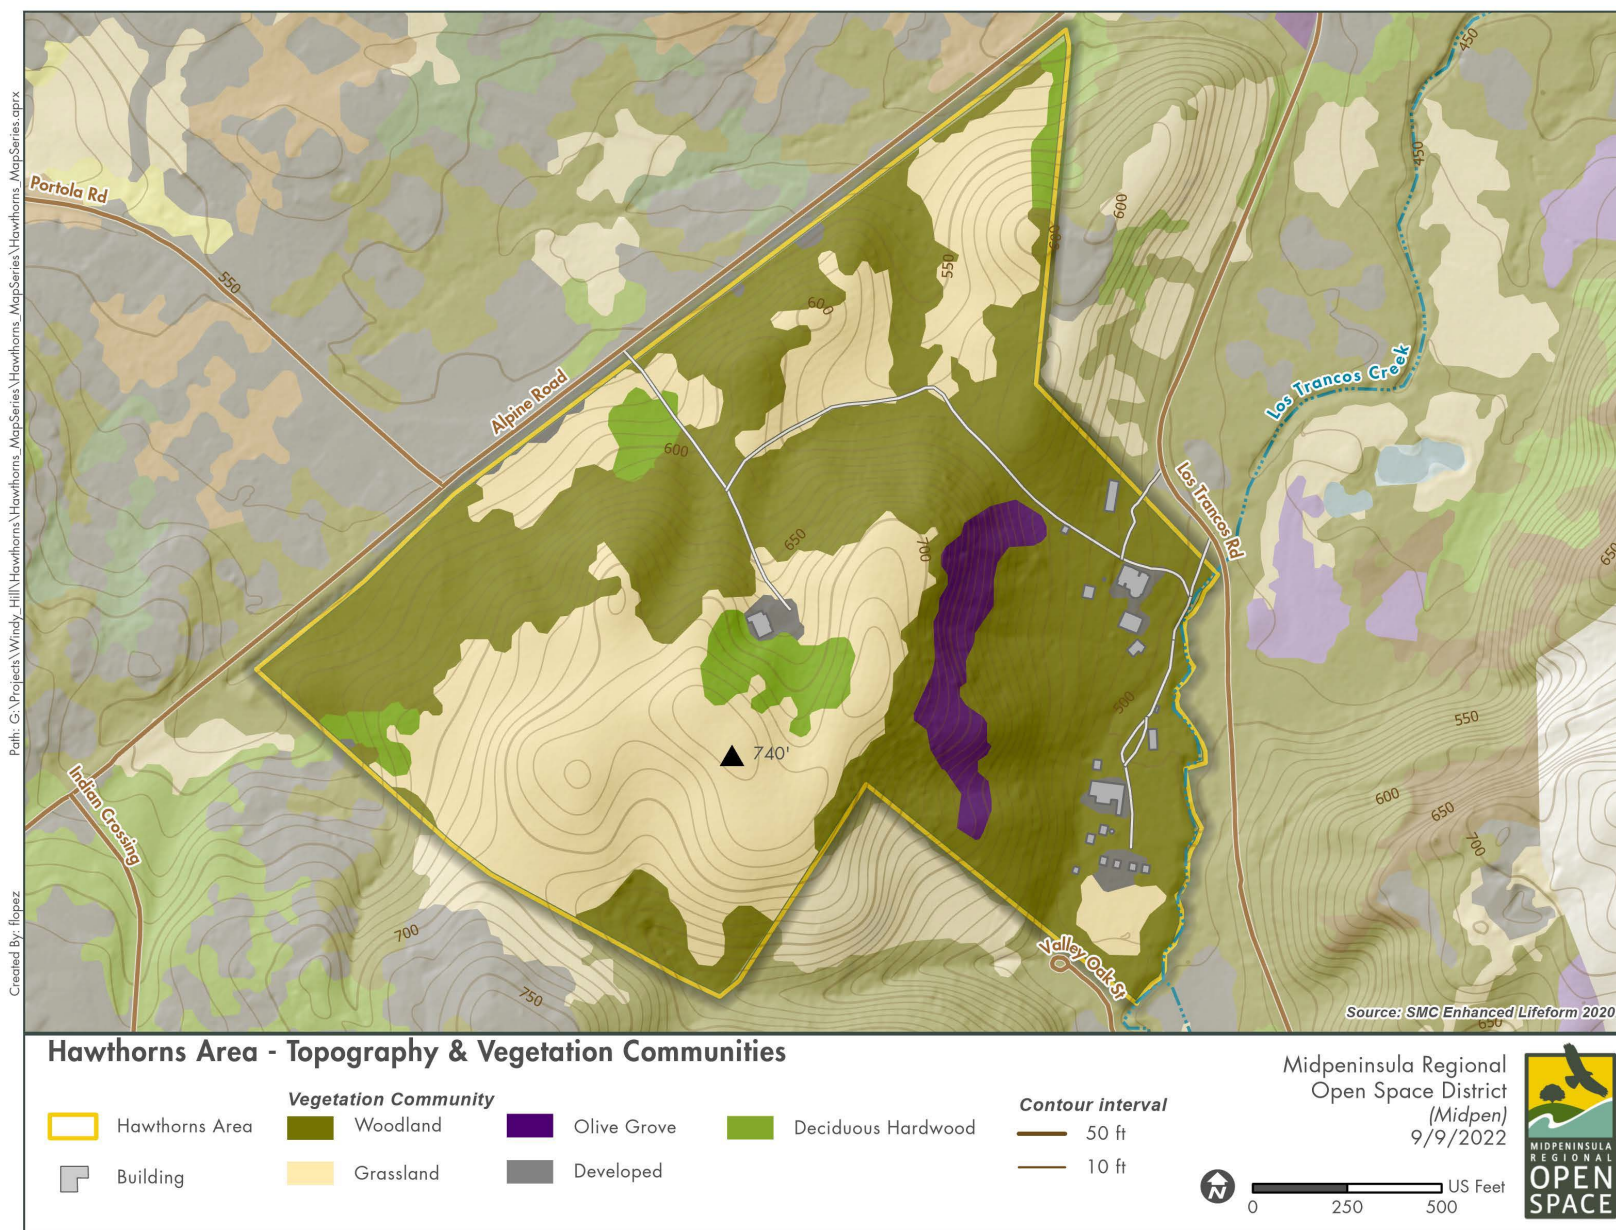 Path: G:\Projects\Windy_Hill\Hawthorns\Hawthorns_MapSeries\Hawthorns_MapSeries\Hawthorns_MapSeries.aprx
Created By: flopez
450
Portola Rd
450
600
550
550
600
Los Trancos Creek
Alpine Road
600
Los Trancos Rd
650
700
650
500
550
740'
Indian Crossing
600
650
700
700
Valley Oak St
750
Source: SMC Enhanced Lifeform 2020
650
Hawthorns Area - Topography & Vegetation Communities
Vegetation Community
Hawthorns Area
Woodland
Olive Grove
Deciduous Hardwood
Building
Grassland
Developed
Contour interval
50 ft
10 ft
Midpeninsula Regional
Open Space District
(Midpen)
9/9/2022
N
US Feet
0 250 500
MIDPENINSULA
REGIONAL
OPEN
SPACE